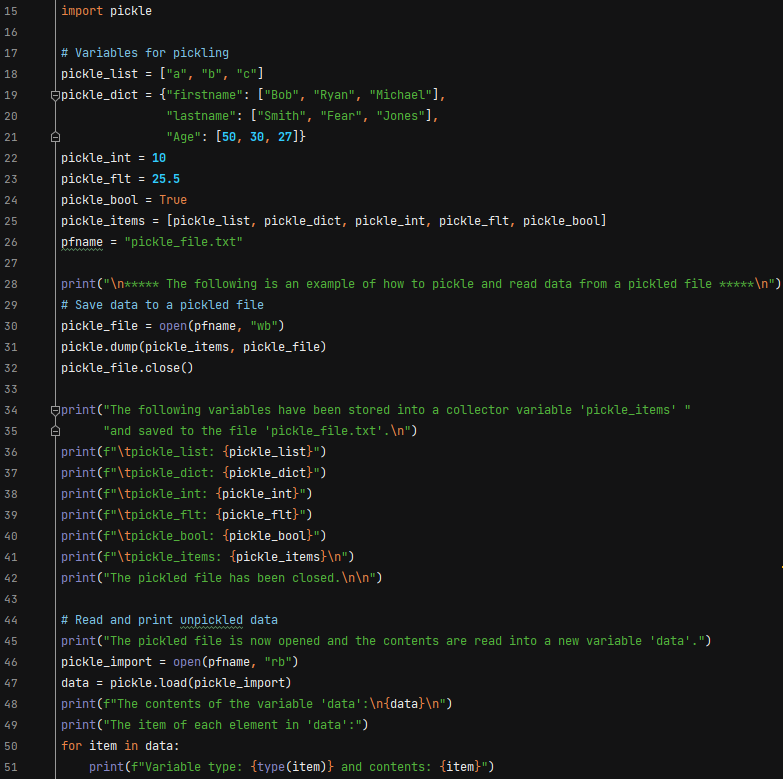 15 import pickle
16
17 # Variables for pickling
18 pickle_list = ["a", "b", "c"]
19 pickle_dict = {"firstname": ["Bob", "Ryan", "Michael"],
20                "lastname": ["Smith", "Fear", "Jones"],
21                "Age": [50, 30, 27]}
22 pickle_int = 10
23 pickle_flt = 25.5
24 pickle_bool = True
25 pickle_items = [pickle_list, pickle_dict, pickle_int, pickle_flt, pickle_bool]
26 pfname = "pickle_file.txt"
27
28 print("\n***** The following is an example of how to pickle and read data from a pickled file *****\n")
29 # Save data to a pickled file
30 pickle_file = open(pfname, "wb")
31 pickle.dump(pickle_items, pickle_file)
32 pickle_file.close()
33
34 print("The following variables have been stored into a collector variable 'pickle_items' "
35       "and saved to the file 'pickle_file.txt'.\n")
36 print(f"\tpickle_list: {pickle_list}")
37 print(f"\tpickle_dict: {pickle_dict}")
38 print(f"\tpickle_int: {pickle_int}")
39 print(f"\tpickle_flt: {pickle_flt}")
40 print(f"\tpickle_bool: {pickle_bool}")
41 print(f"\tpickle_items: {pickle_items}\n")
42 print("The pickled file has been closed.\n\n")
43
44 # Read and print unpickled data
45 print("The pickled file is now opened and the contents are read into a new variable 'data'.")
46 pickle_import = open(pfname, "rb")
47 data = pickle.load(pickle_import)
48 print(f"The contents of the variable 'data':\n{data}\n")
49 print("The item of each element in 'data':")
50 for item in data:
51     print(f"Variable type: {type(item)} and contents: {item}")